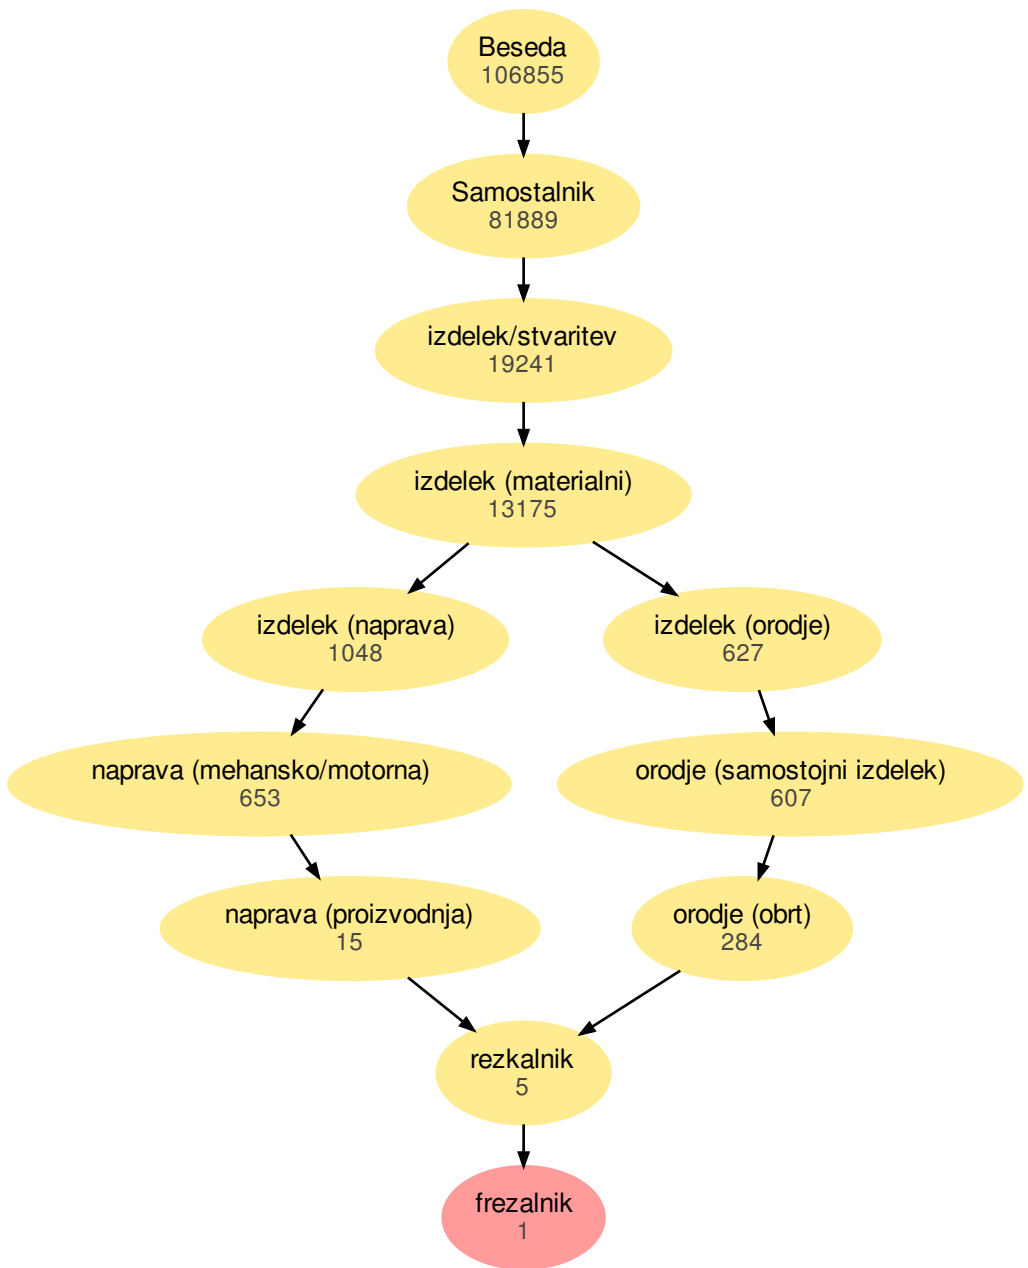 Beseda
106855
Samostalnik
81889
izdelek/stvaritev
19241
izdelek (materialni)
13175
izdelek (naprava)
1048
izdelek (orodje)
627
naprava (mehansko/motorna)
653
orodje (samostojni izdelek)
607
naprava (proizvodnja)
15
orodje (obrt)
284
rezkalnik
5
frezalnik
1